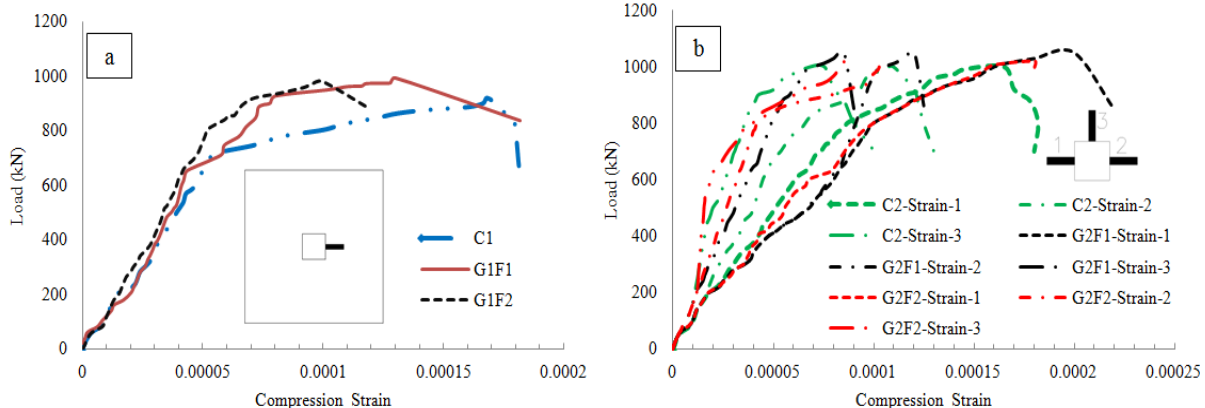 a
Load (kN)
1200
1000
800
600
400
200
0
C1
G1F1
G1F2
0 0.00005 0.0001 0.00015 0.0002
Compression Strain
b
Load (kN)
1200
1000
800
600
400
200
0
1 3 2
C2-Strain-1 C2-Strain-2
C2-Strain-3 G2F1-Strain-1
G2F1-Strain-2 G2F1-Strain-3
G2F2-Strain-1 G2F2-Strain-2
G2F2-Strain-3
0 0.00005 0.0001 0.00015 0.0002 0.00025
Compression Strain